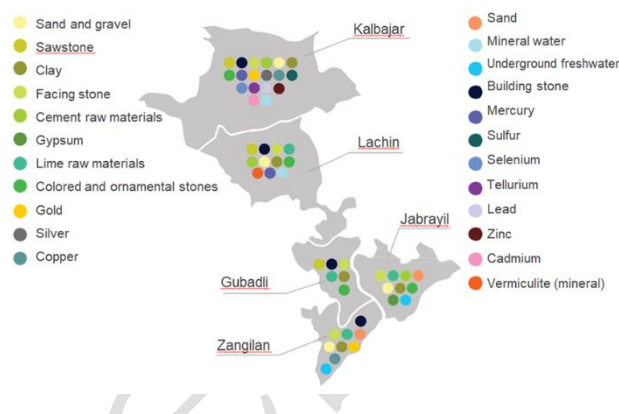 Sand and gravel
Sawstone
Clay
Facing stone
Cement raw materials
Gypsum
Lime raw materials
Colored and ornamental stones
Gold
Silver
Copper
Kalbajar
Lachin
Jabrayil
Gubadli
Zangilan
Sand
Mineral water
Underground freshwater
Building stone
Mercury
Sulfur
Selenium
Tellurium
Lead
Zinc
Cadmium
Vermiculite (mineral)